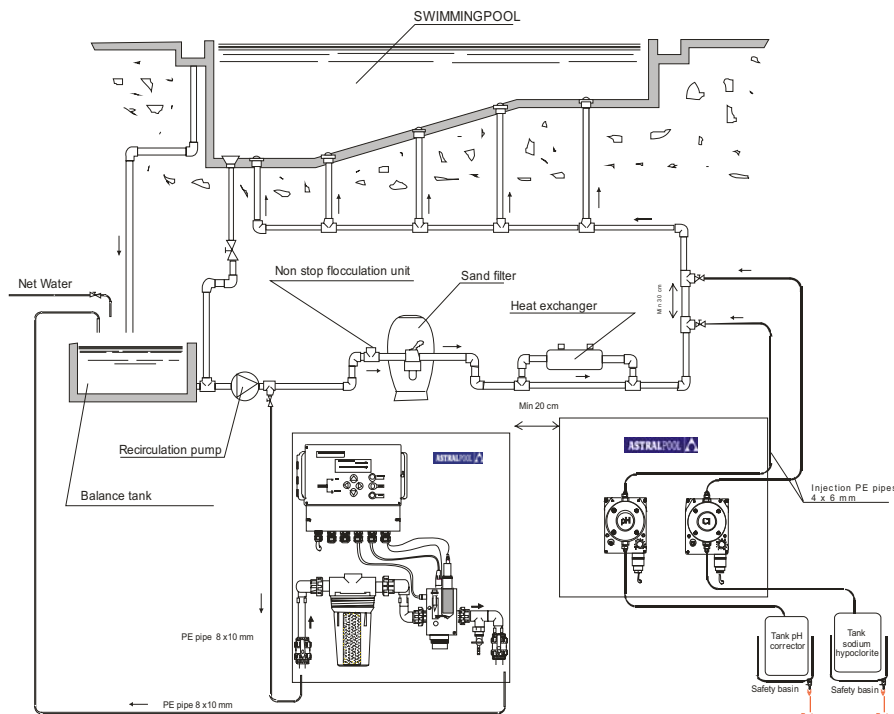 SWIMMINGPOOL
Non stop flocculation unit
Sand filter
Net Water
Heat exchanger
Min 30 cm
Min 20 cm
Recirculation pump
ASTRALPOOL
ASTRALPOOL
Balance tank
Injection PE pipes
4 x 6 mm
pH
Cl
PE pipe 8 x10 mm
Tank pH
corrector
Tank
sodium
hypoclorite
Safety basin
Safety basin
PE pipe 8 x10 mm